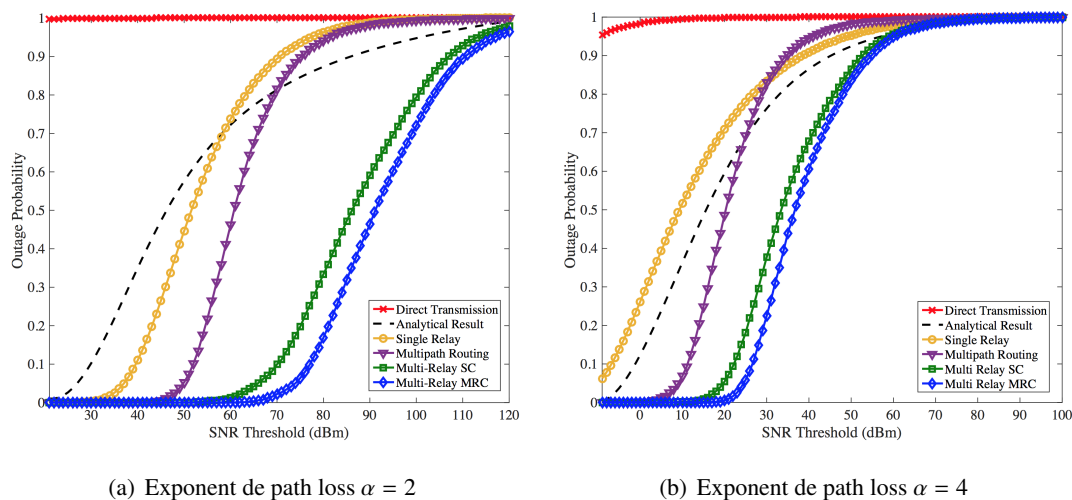 1
0.9
0.8
0.7
0.6
0.5
0.4
0.3
0.2
0.1
0
Outage Probability
30 40 50 60 70 80 90 100 110 120
SNR Threshold (dBm)
Direct Transmission
Analytical Result
Single Relay
Multipath Routing
Multi-Relay SC
Multi-Relay MRC
(a) Exponent de path loss α = 2
1
0.9
0.8
0.7
0.6
0.5
0.4
0.3
0.2
0.1
0
Outage Probability
0 10 20 30 40 50 60 70 80 90 100
SNR Threshold (dBm)
Direct Transmission
Analytical Result
Single Relay
Multipath Routing
Multi Relay SC
Multi Relay MRC
(b) Exponent de path loss α = 4